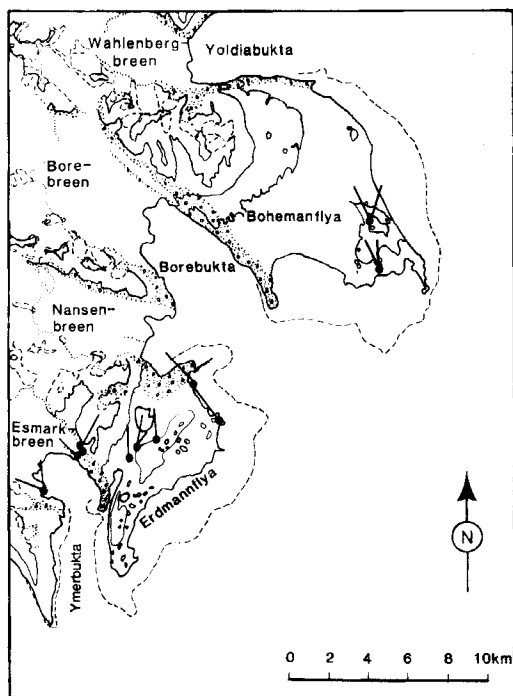 Wahlenberg-
breen
Yoldiabukta
Bore-
breen
Bohemanflya
Borebukta
Nansen-
breen
Esmark-
breen
Erdmannflya
Ymerbukta
N
0 2 4 6 8 10km